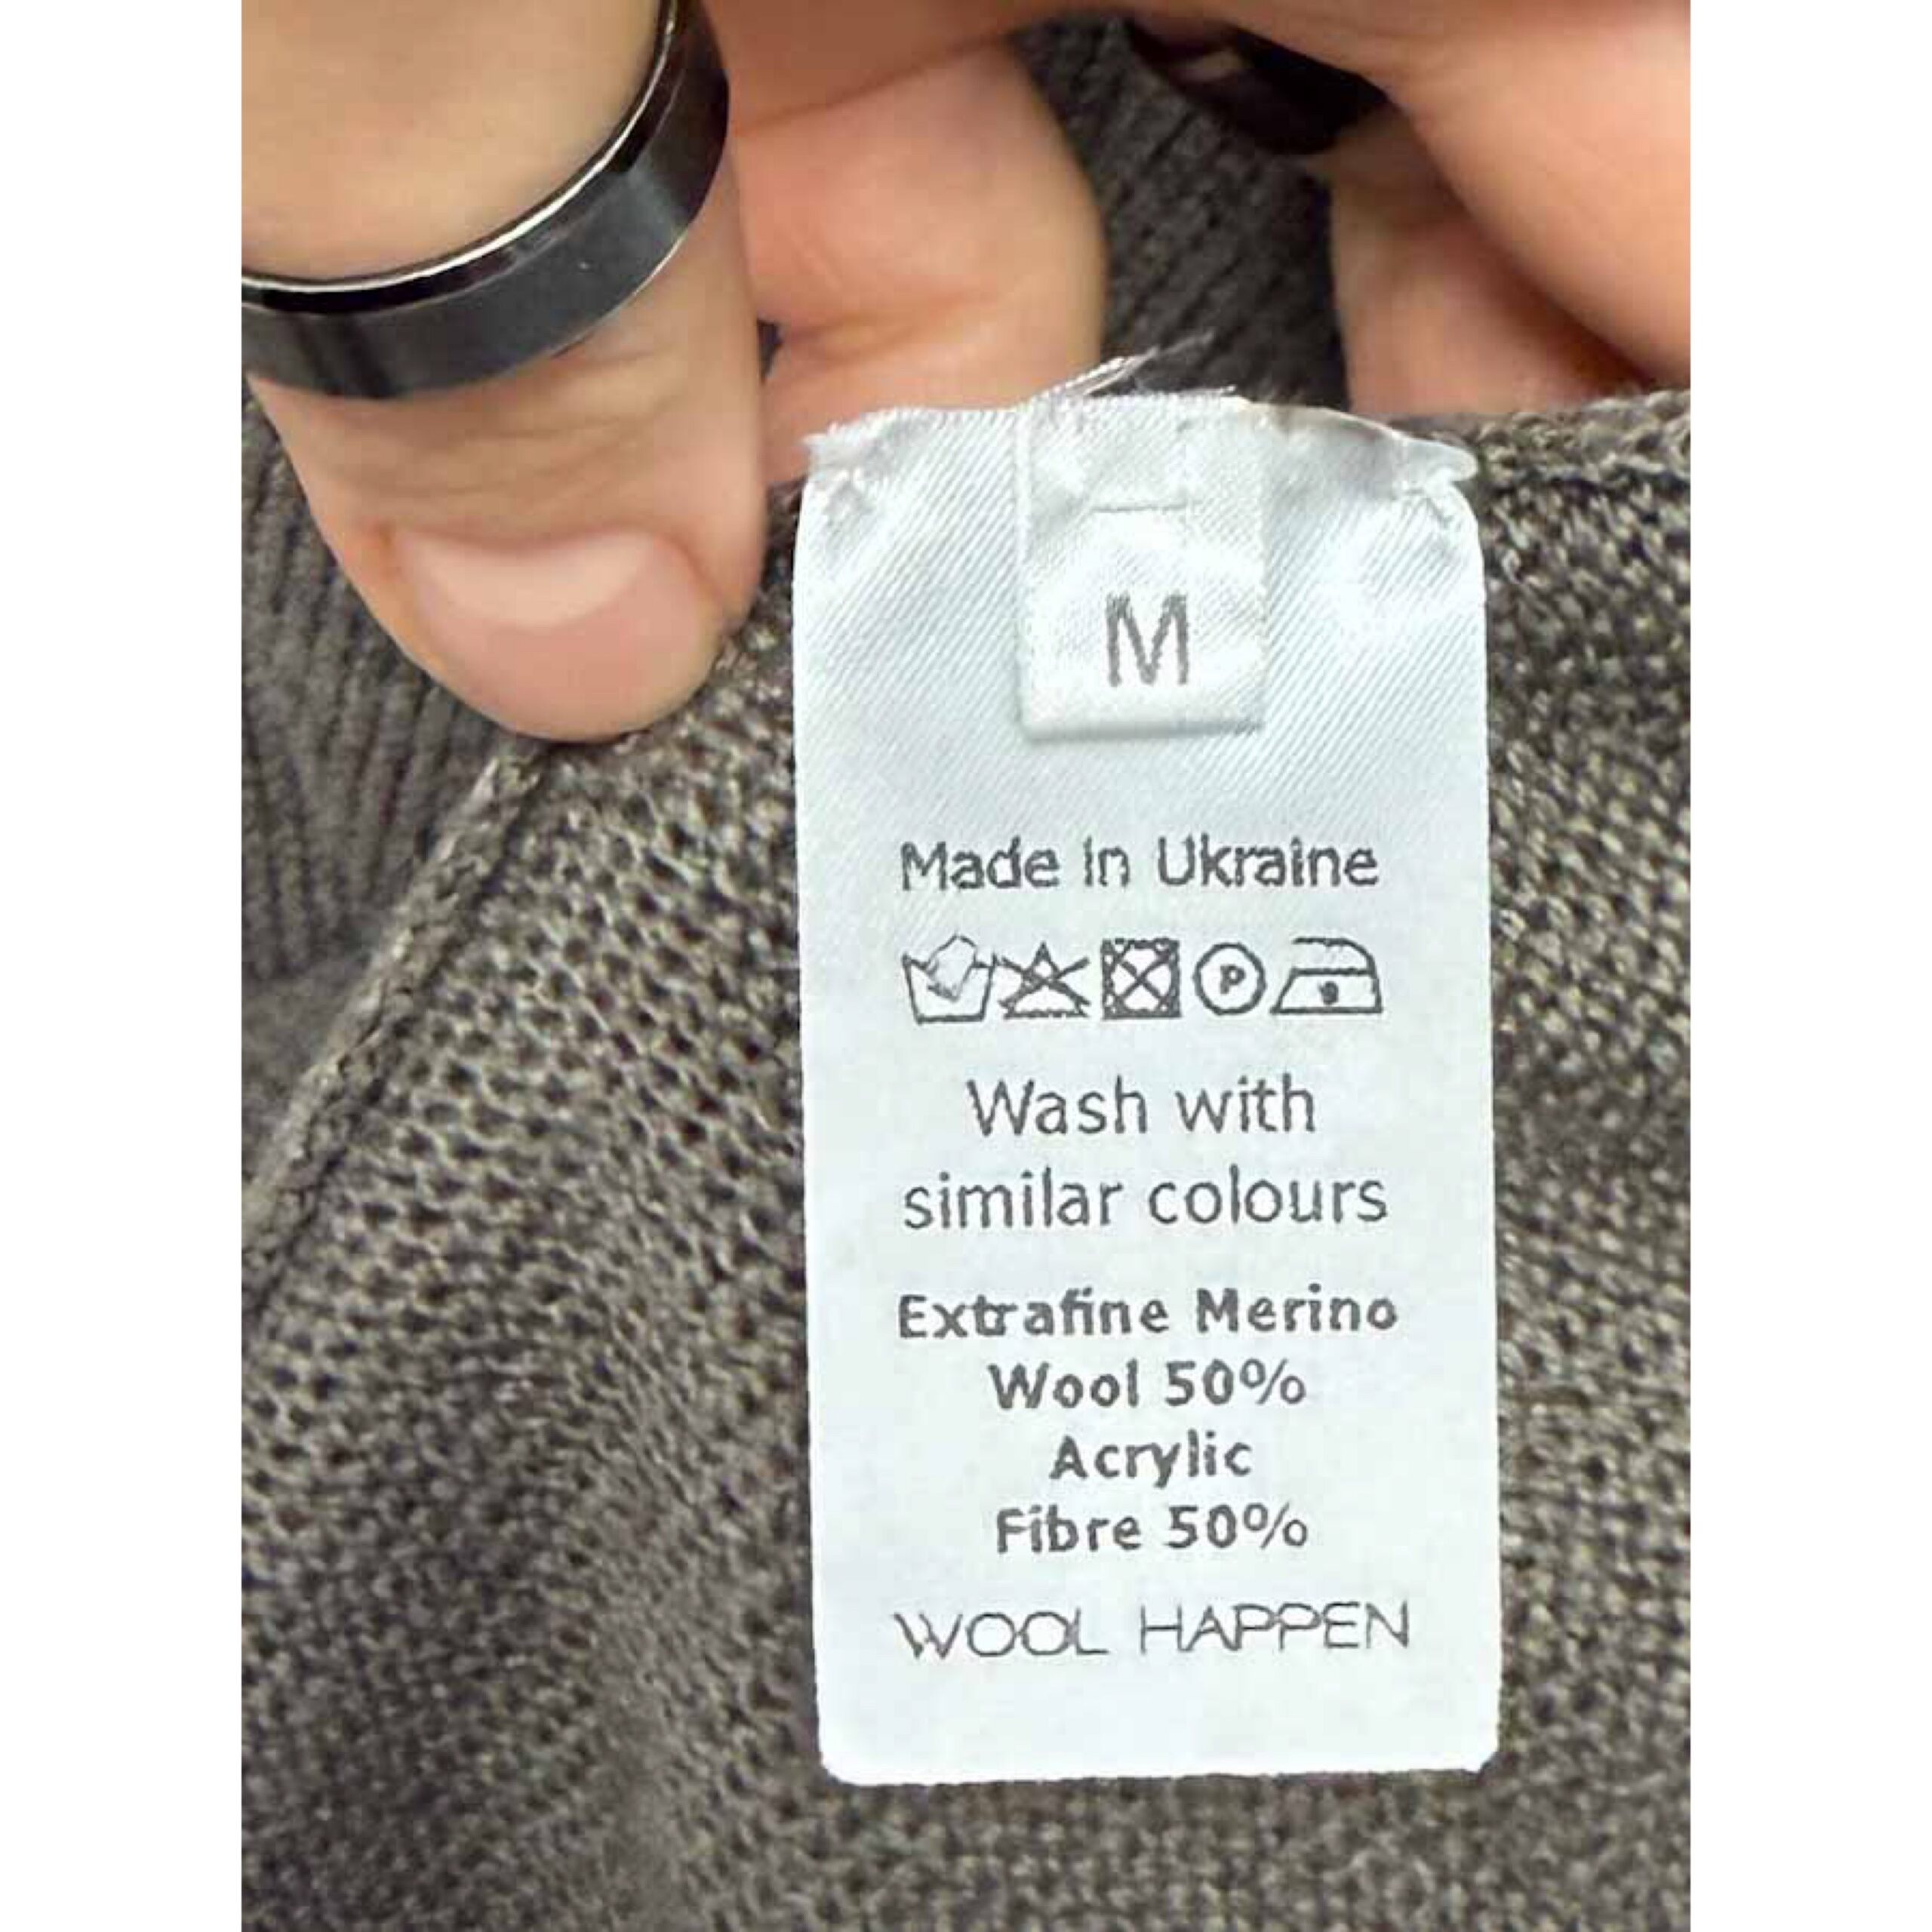 M
Made in Ukraine
P
Wash with
similar colours
Extrafine Merino
Wool 50%
Acrylic
Fibre 50%
WOOL HAPPEN